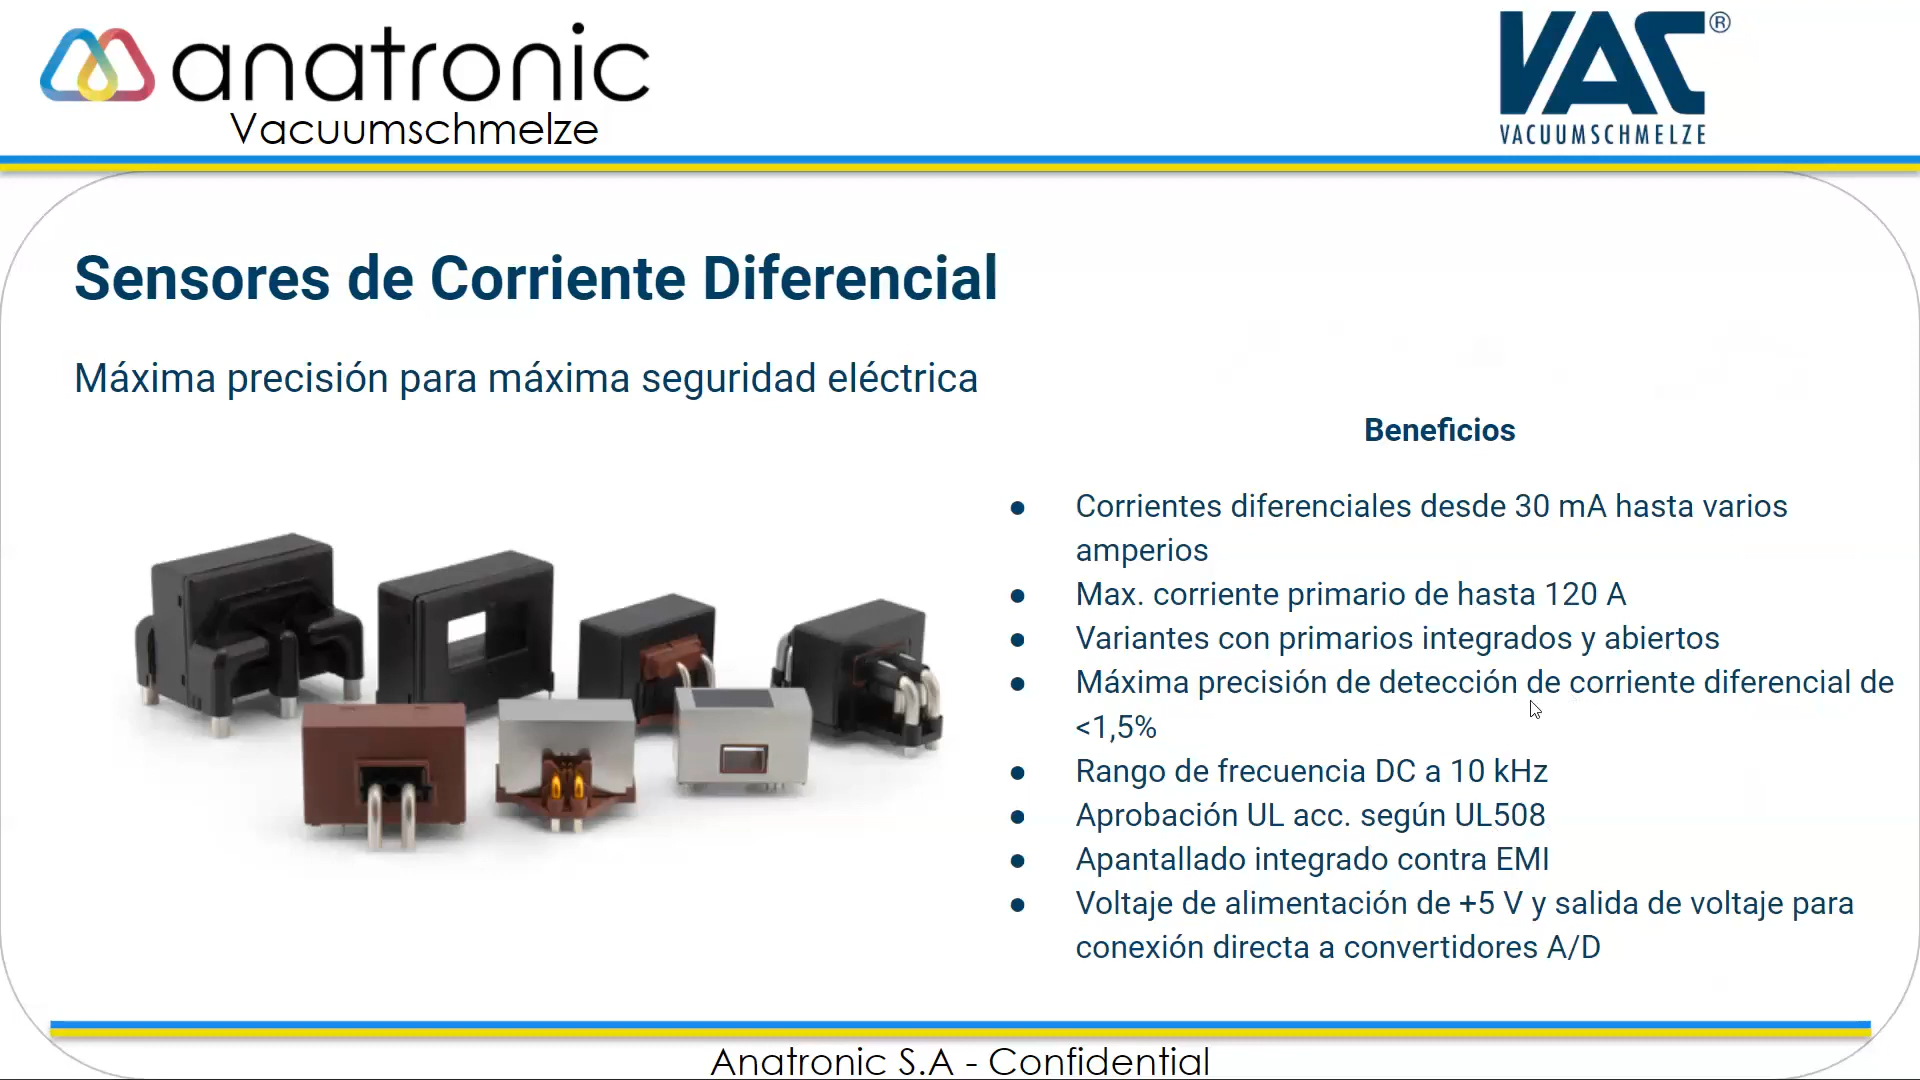 anatronic
Vacuumschmelze
VAC®
VACUUMSCHMELZE
Sensores de Corriente Diferencial
Máxima precisión para máxima seguridad eléctrica
Beneficios
● Corrientes diferenciales desde 30 mA hasta varios
amperios
● Max. corriente primario de hasta 120 A
● Variantes con primarios integrados y abiertos
● Máxima precisión de detección de corriente diferencial de
<1,5%
● Rango de frecuencia DC a 10 kHz
● Aprobación UL acc. según UL508
● Apantallado integrado contra EMI
● Voltaje de alimentación de +5 V y salida de voltaje para
conexión directa a convertidores A/D
Anatronic S.A - Confidential